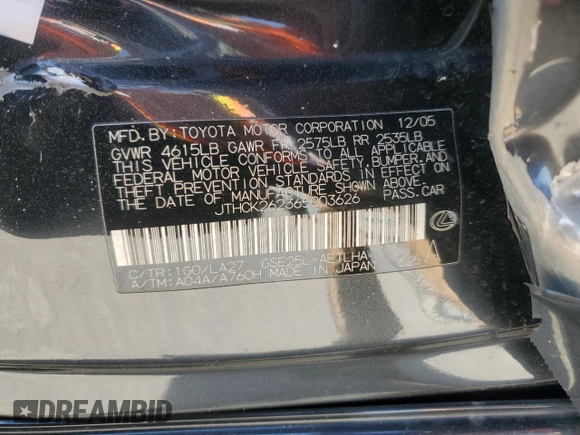 MFD. BY: TOYOTA MOTOR CORPORATION 12/05
GVWR 4615LB GAWR FR 2575LB RR 2535LB
THIS VEHICLE CONFORMS TO ALL APPLICABLE
FEDERAL MOTOR VEHICLE SAFETY, BUMPER, AND
THEFT PREVENTION STANDARDS IN EFFECT ON
THE DATE OF MANUFACTURE SHOWN ABOVE.
PASS.CAR
C/TR: 1G0/LA27 GSE25L-AETLHA
A/TM: A04A/A760H MADE IN JAPAN
DREAMBID